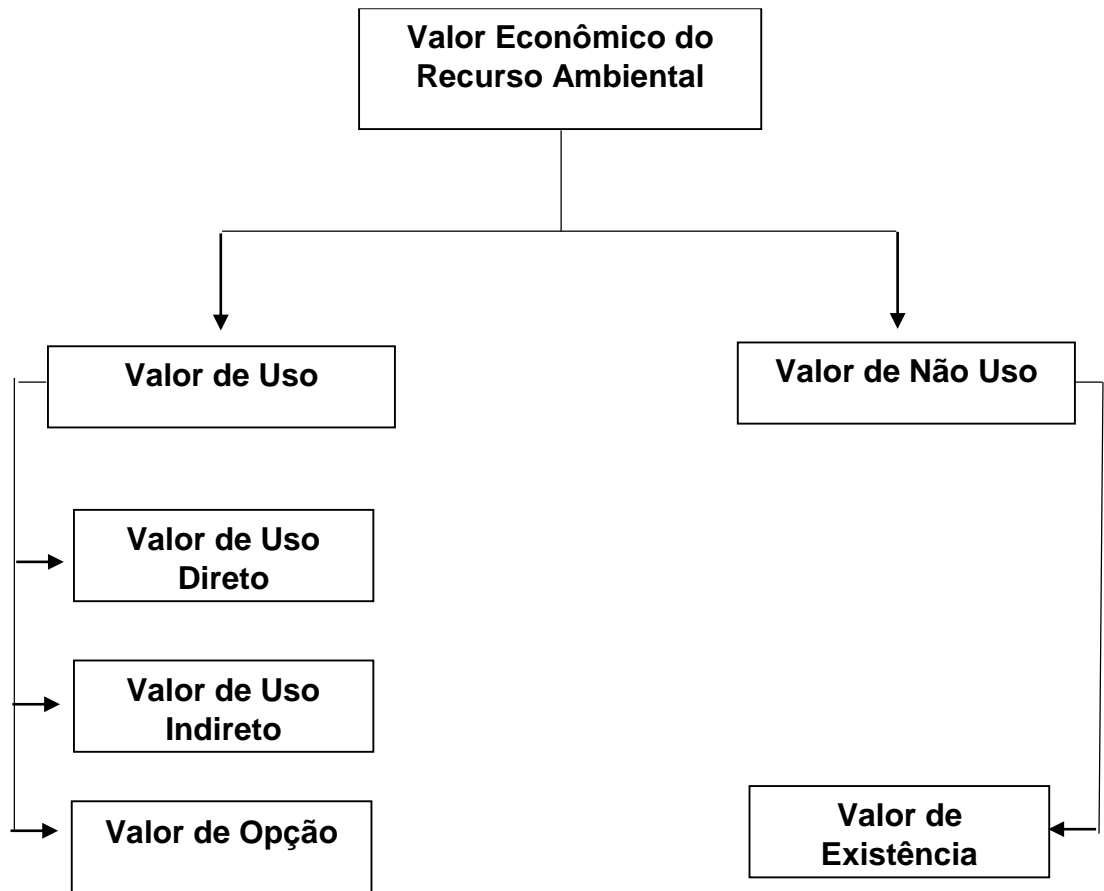 Valor Econômico do
Recurso Ambiental
Valor de Uso
Valor de Não Uso
Valor de Uso
Direto
Valor de Uso
Indireto
Valor de Opção
Valor de
Existência